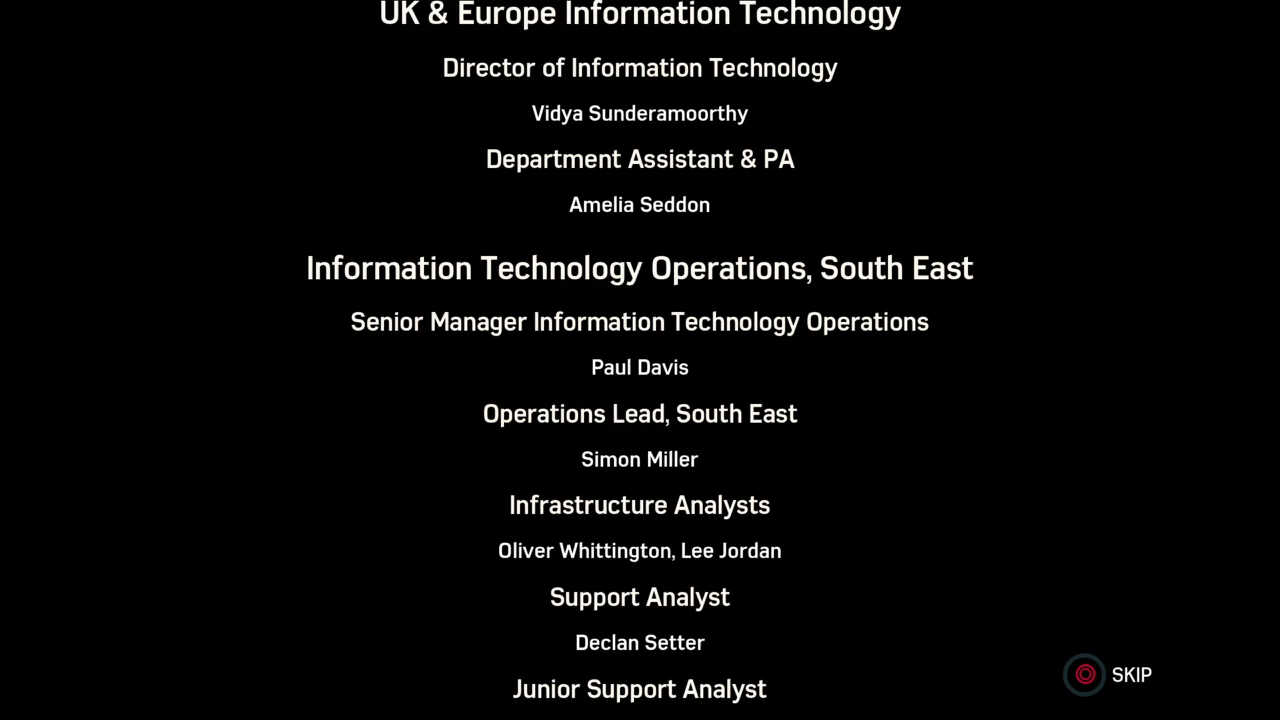 UK & Europe Information Technology
Director of Information Technology
Vidya Sunderamoorthy
Department Assistant & PA
Amelia Seddon
Information Technology Operations, South East
Senior Manager Information Technology Operations
Paul Davis
Operations Lead, South East
Simon Miller
Infrastructure Analysts
Oliver Whittington, Lee Jordan
Support Analyst
Declan Setter
Junior Support Analyst
SKIP